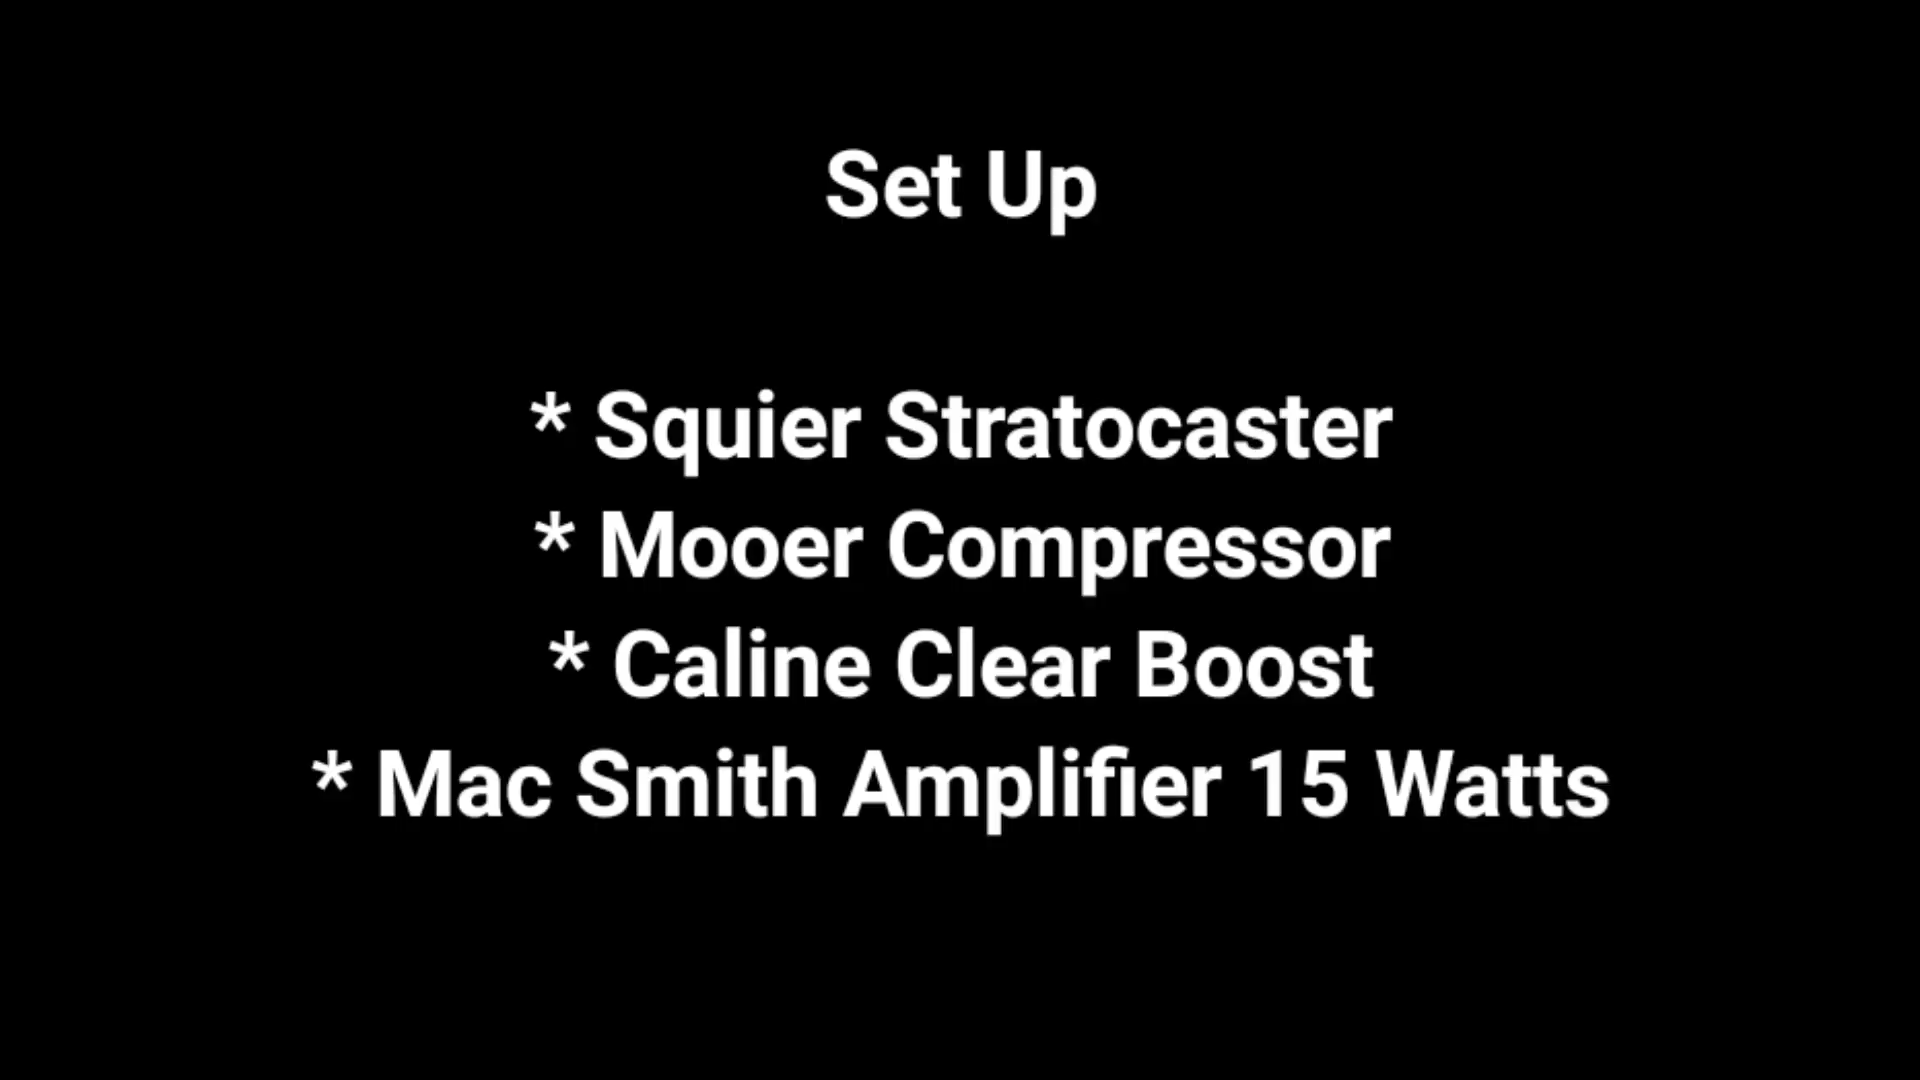 Set Up
* Squier Stratocaster
* Mooer Compressor
* Caline Clear Boost
* Mac Smith Amplifier 15 Watts